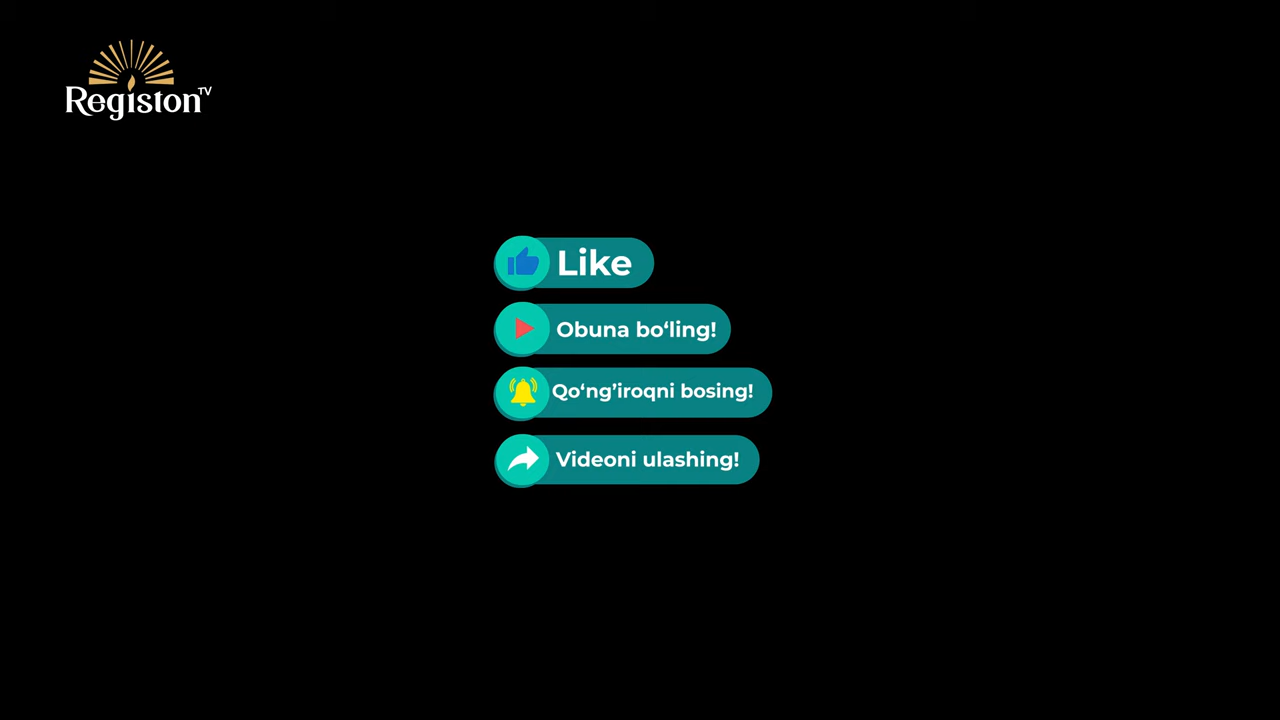 Registon TV
Like
Obuna bo‘ling!
Qo‘ng’iroqni bosing!
Videoni ulashing!